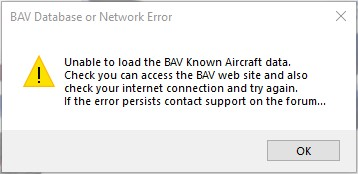 BAV Database or Network Error
Unable to load the BAV Known Aircraft data.
Check you can access the BAV web site and also
check your internet connection and try again.
If the error persists contact support on the forum...
OK